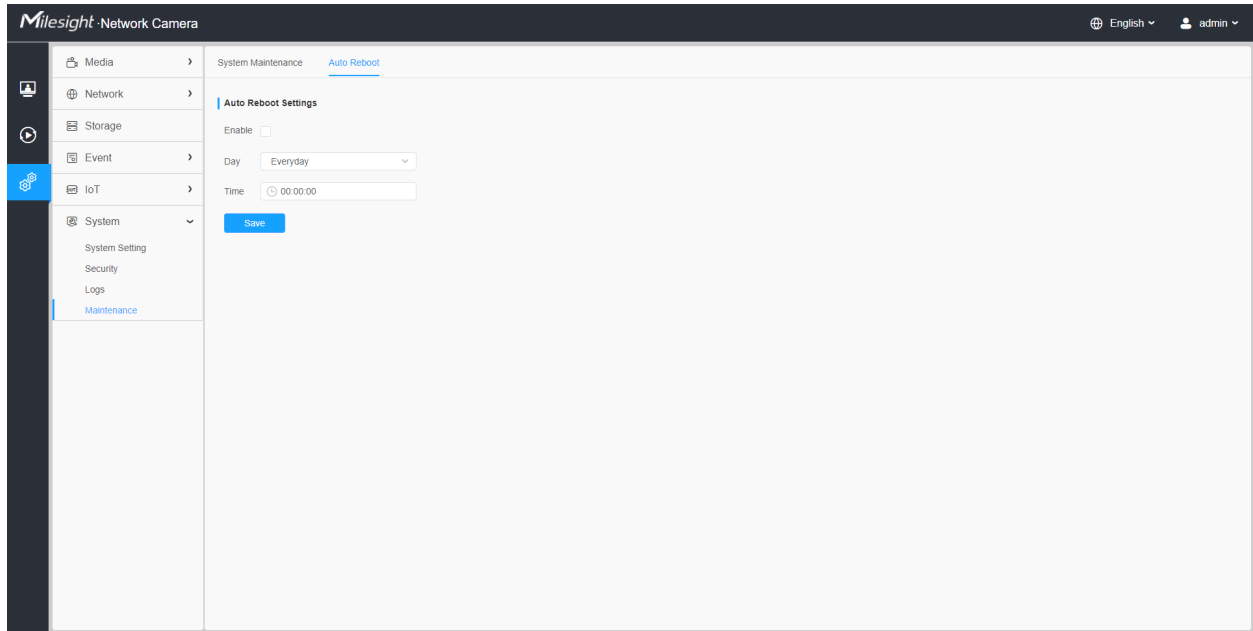 Milesight · Network Camera
English
admin
Media
Network
Storage
Event
IoT
System
System Setting
Security
Logs
Maintenance
System Maintenance
Auto Reboot
Auto Reboot Settings
Enable
Day Everyday
Time 00:00:00
Save